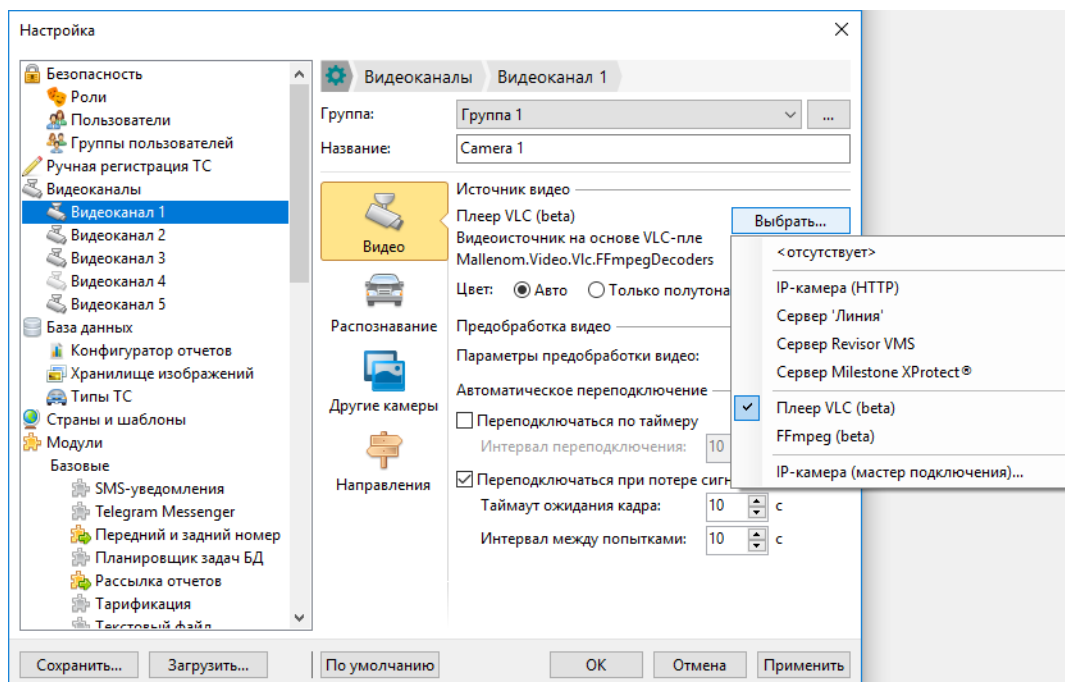 Настройка
Безопасность
Роли
Пользователи
Группы пользователей
Ручная регистрация ТС
Видеоканалы
Видеоканал 1
Видеоканал 2
Видеоканал 3
Видеоканал 4
Видеоканал 5
База данных
Конфигуратор отчетов
Хранилище изображений
Типы ТС
Страны и шаблоны
Модули
Базовые
SMS-уведомления
Telegram Messenger
Передний и задний номер
Планировщик задач БД
Рассылка отчетов
Тарификация
Текстовый файл
Видеоканалы Видеоканал 1
Группа: Группа 1 ...
Название: Camera 1
Видео
Распознавание
Другие камеры
Направления
Источник видео
Плеер VLC (beta) Выбрать...
Видеоисточник на основе VLC-пле
Mallenom.Video.Vlc.FFmpegDecoders
Цвет: Авто Только полутона
Предобработка видео
Параметры предобработки видео:
Автоматическое переподключение
Переподключаться по таймеру
Интервал переподключения: 10
Переподключаться при потере сигн
Таймаут ожидания кадра: 10 с
Интервал между попытками: 10 с
<отсутствует>
IP-камера (HTTP)
Сервер 'Линия'
Сервер Revisor VMS
Сервер Milestone XProtect®
Плеер VLC (beta)
FFmpeg (beta)
IP-камера (мастер подключения)...
Сохранить... Загрузить... По умолчанию ОК Отмена Применить